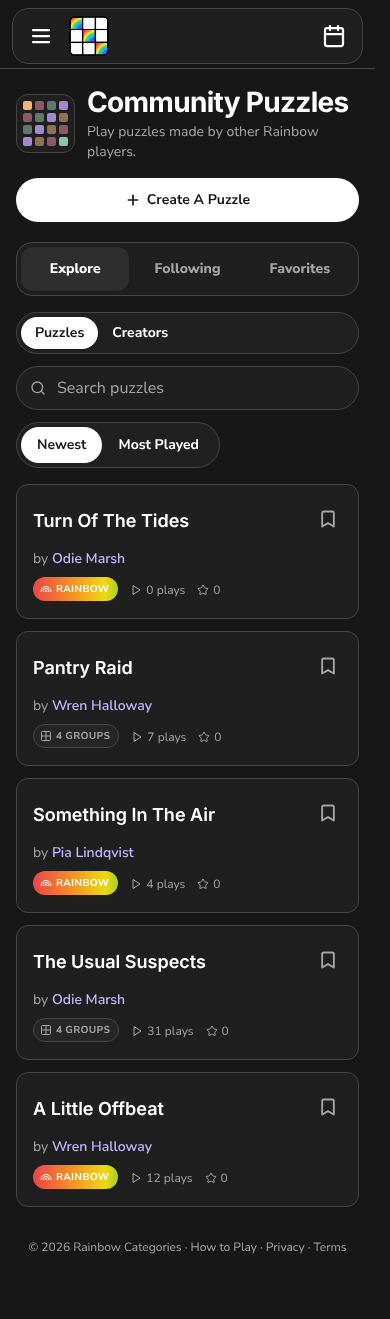 Community Puzzles
Play puzzles made by other Rainbow
players.
+ Create A Puzzle
Explore Following Favorites
Puzzles Creators
Search puzzles
Newest Most Played
Turn Of The Tides
by Odie Marsh
RAINBOW 0 plays 0
Pantry Raid
by Wren Halloway
4 GROUPS 7 plays 0
Something In The Air
by Pia Lindqvist
RAINBOW 4 plays 0
The Usual Suspects
by Odie Marsh
4 GROUPS 31 plays 0
A Little Offbeat
by Wren Halloway
RAINBOW 12 plays 0
© 2026 Rainbow Categories · How to Play · Privacy · Terms